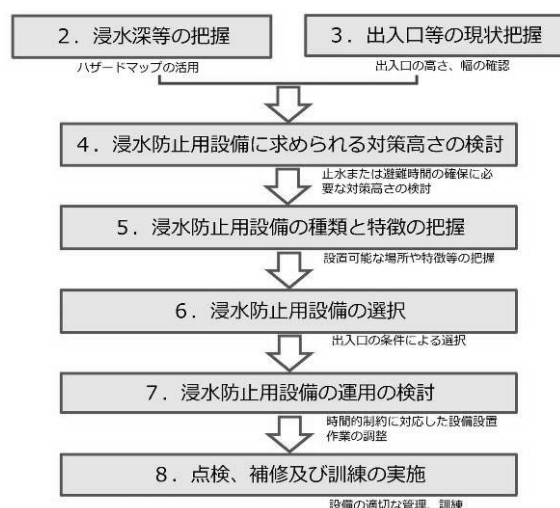 2．浸水深等の把握
ハザードマップの活用
3．出入口等の現状把握
出入口の高さ、幅の確認
4．浸水防止用設備に求められる対策高さの検討
止水または避難時間の確保に必
要な対策高さの検討
5．浸水防止用設備の種類と特徴の把握
設置可能な場所や特徴等の把握
6．浸水防止用設備の選択
出入口の条件による選択
7．浸水防止用設備の運用の検討
時間的制約に対応した設備設置
作業の調整
8．点検、補修及び訓練の実施
設備の適切な管理、訓練